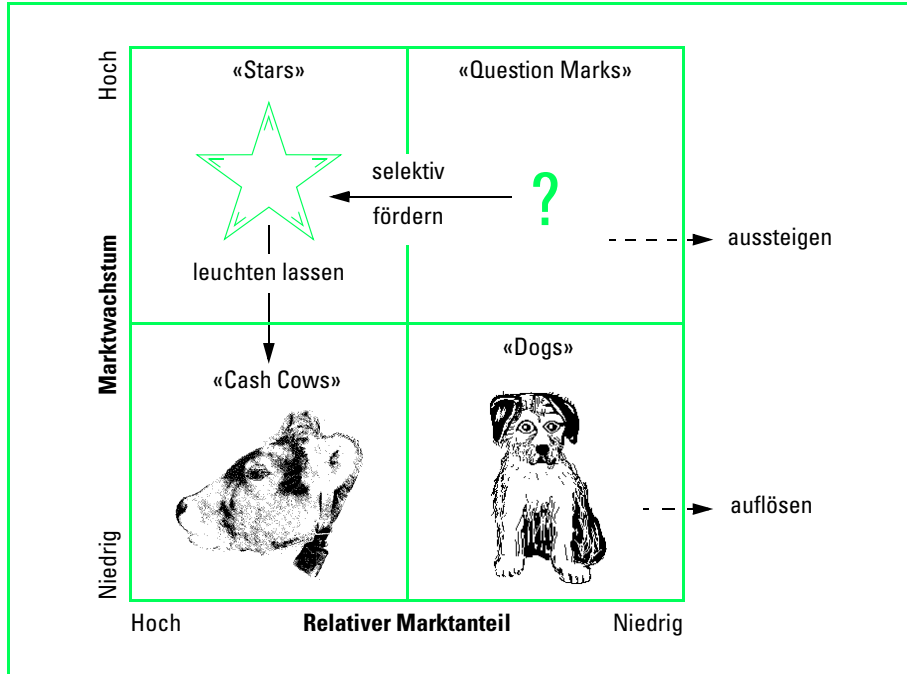 Hoch
«Stars»
«Question Marks»
selektiv
fördern
?
aussteigen
leuchten lassen
Marktwachstum
«Cash Cows»
«Dogs»
auflösen
Niedrig
Hoch
Relativer Marktanteil
Niedrig